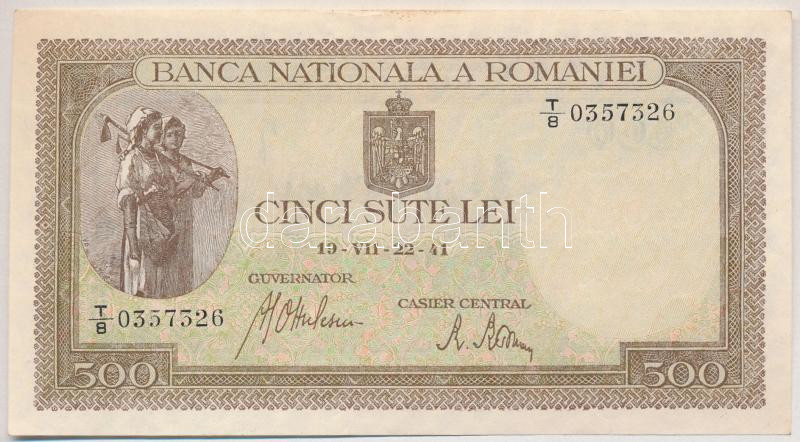 BANCA NATIONALA A ROMANIEI
T/8 0357326
CINCI SUTE LEI
darabanth
19-VII-22-41
GUVERNATOR
CASIER CENTRAL
T/8 0357326
500
500